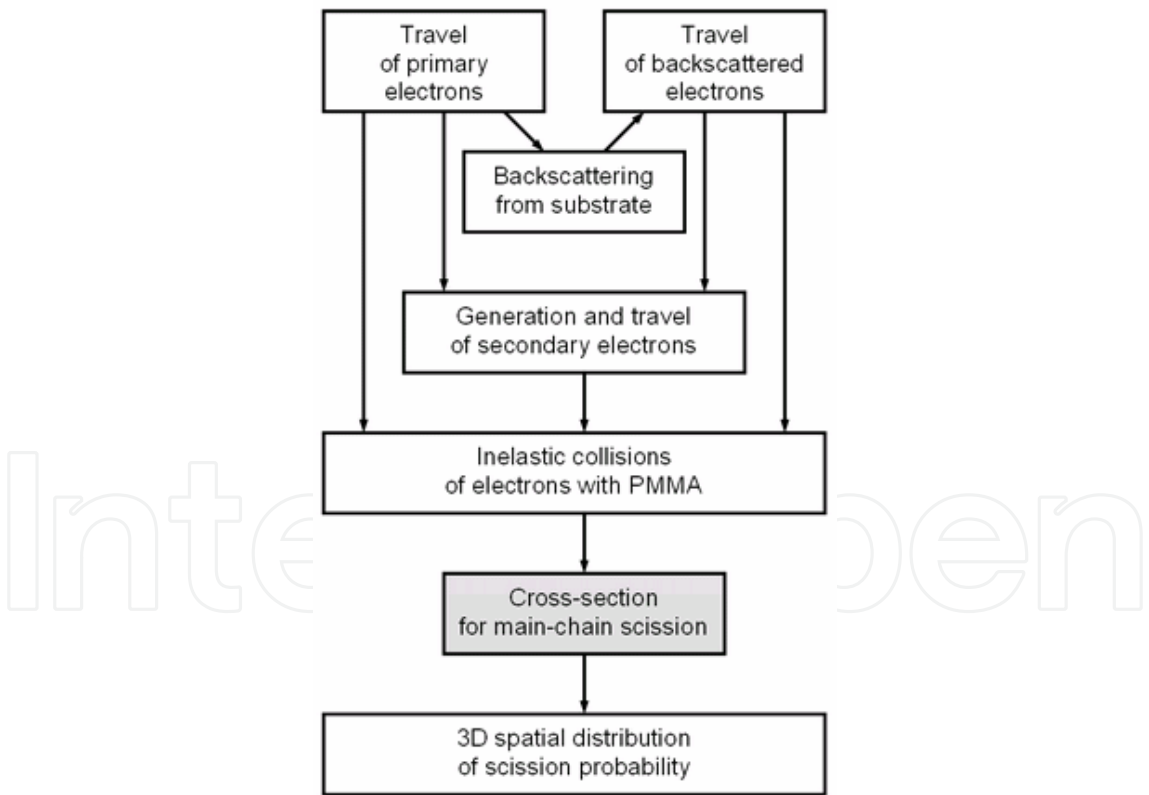 Travel
of primary
electrons
Travel
of backscattered
electrons
Backscattering
from substrate
Generation and travel
of secondary electrons
Inelastic collisions
of electrons with PMMA
Cross-section
for main-chain scission
3D spatial distribution
of scission probability